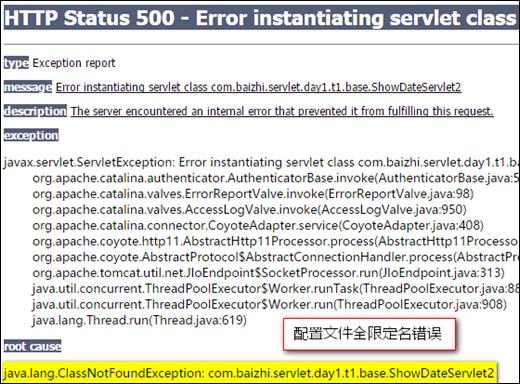 HTTP Status 500 - Error instantiating servlet class
type Exception report
message Error instantiating servlet class com.baizhi.servlet.day1.t1.base.ShowDateServlet2
description The server encountered an internal error that prevented it from fulfilling this request.
exception
javax.servlet.ServletException: Error instantiating servlet class com.baizhi.servlet.day1.t1.ba
org.apache.catalina.authenticator.AuthenticatorBase.invoke(AuthenticatorBase.java:5
org.apache.catalina.valves.ErrorReportValve.invoke(ErrorReportValve.java:98)
org.apache.catalina.valves.AccessLogValve.invoke(AccessLogValve.java:950)
org.apache.catalina.connector.CoyoteAdapter.service(CoyoteAdapter.java:408)
org.apache.coyote.http11.AbstractHttp11Processor.process(AbstractHttp11Processo
org.apache.coyote.AbstractProtocol$AbstractConnectionHandler.process(AbstractP
org.apache.tomcat.util.net.JIoEndpoint$SocketProcessor.run(JIoEndpoint.java:313)
java.util.concurrent.ThreadPoolExecutor$Worker.runTask(ThreadPoolExecutor.java:88
java.util.concurrent.ThreadPoolExecutor$Worker.run(ThreadPoolExecutor.java:908)
java.lang.Thread.run(Thread.java:619)
配置文件全限定名错误
root cause
java.lang.ClassNotFoundException: com.baizhi.servlet.day1.t1.base.ShowDateServlet2